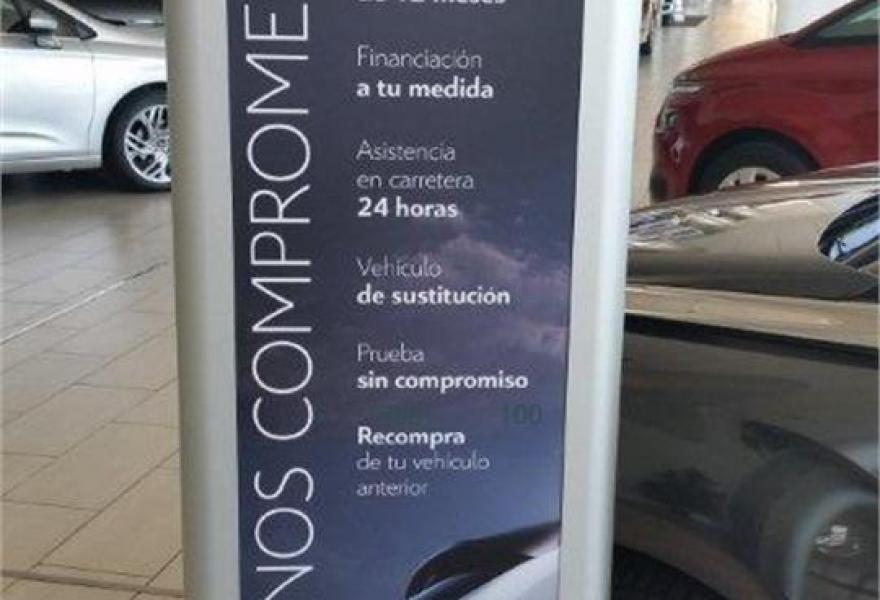 NOS COMPROME
Financiación
a tu medida
Asistencia
en carretera
24 horas
Vehículo
de sustitución
Prueba
sin compromiso
100
Recompra
de tu vehículo
anterior